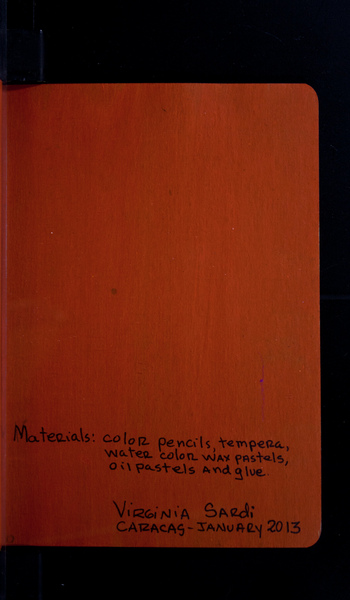 Materials: color pencils, tempera,
water color wax pastels,
oil pastels and glue
Virginia Sardi
Caracas - January 2013